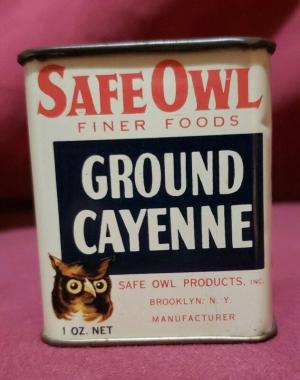 SAFE OWL
FINER FOODS
GROUND
CAYENNE
SAFE OWL PRODUCTS, INC.
BROOKLYN: N. Y.
MANUFACTURER
1 OZ. NET